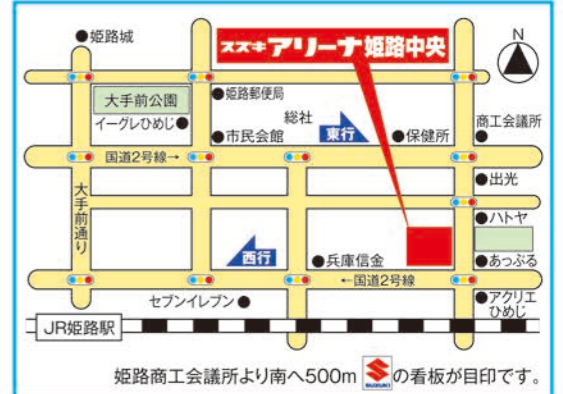 姫路城
スズキ アリーナ姫路中央
N
大手前公園
姫路郵便局
イーグレひめじ
総社
東行
市民会館
保健所
商工会議所
国道2号線→
出光
大手前通り
ハトヤ
西行
兵庫信金
あっぷる
←国道2号線
セブンイレブン
アクリエ
ひめじ
JR姫路駅
姫路商工会議所より南へ500m SUZUKI の看板が目印です。